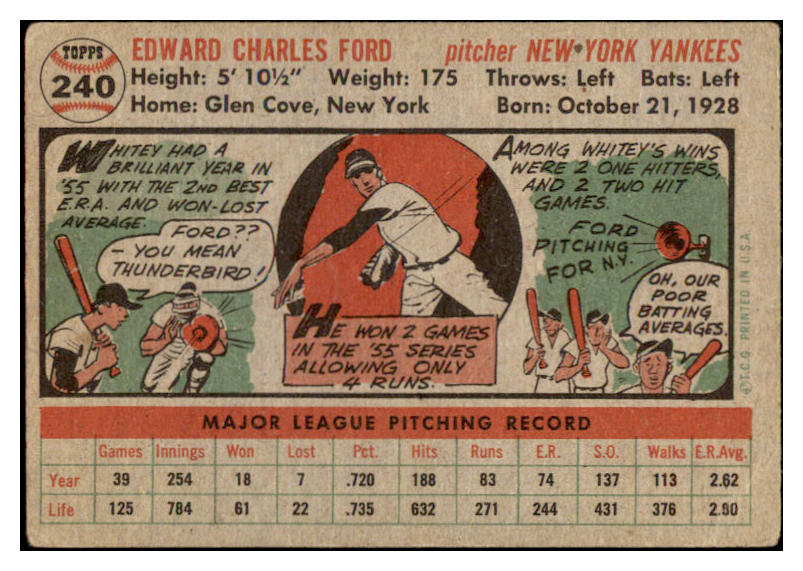 TOPPS
240
EDWARD CHARLES FORD pitcher NEW YORK YANKEES
Height: 5' 10½" Weight: 175 Throws: Left Bats: Left
Home: Glen Cove, New York Born: October 21, 1928
WHITEY HAD A
BRILLIANT YEAR IN
'55 WITH THE 2ND BEST
E.R.A. AND WON-LOST
AVERAGE.
FORD??
- YOU MEAN
THUNDERBIRD!
HE WON 2 GAMES
IN THE '55 SERIES
ALLOWING ONLY
4 RUNS.
AMONG WHITEY'S WINS
WERE 2 ONE HITTERS,
AND 2 TWO HIT
GAMES.
FORD
PITCHING
FOR N.Y.
OH, OUR
POOR
BATTING
AVERAGES.
©T.C.G. PRINTED IN U.S.A.
MAJOR LEAGUE PITCHING RECORD
Games Innings Won Lost Pct. Hits Runs E.R. S.O. Walks E.R.Avg.
Year 39 254 18 7 .720 188 83 74 137 113 2.62
Life 125 784 61 22 .735 632 271 244 431 376 2.80